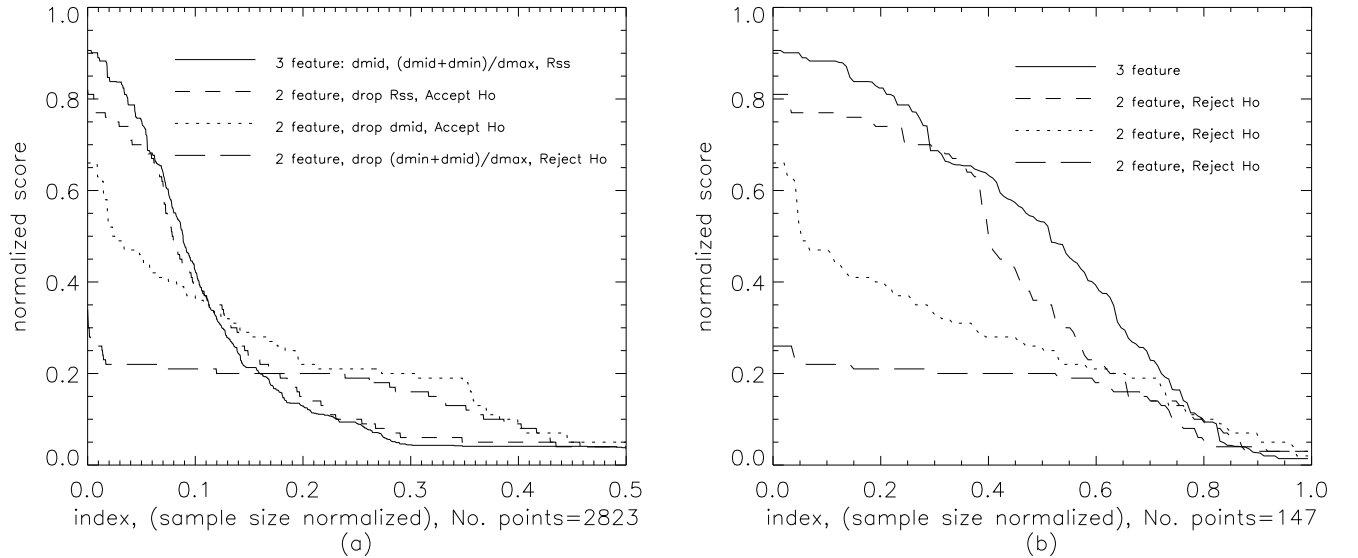 1.0
0.8
0.6
0.4
0.2
0.0
normalized score
3 feature: dmid, (dmid+dmin)/dmax, Rss
2 feature, drop Rss, Accept Ho
2 feature, drop dmid, Accept Ho
2 feature, drop (dmin+dmid)/dmax, Reject Ho
0.0 0.1 0.2 0.3 0.4 0.5
index, (sample size normalized), No. points=2823
(a)
1.0
0.8
0.6
0.4
0.2
0.0
normalized score
3 feature
2 feature, Reject Ho
2 feature, Reject Ho
2 feature, Reject Ho
0.0 0.2 0.4 0.6 0.8 1.0
index, (sample size normalized), No. points=147
(b)